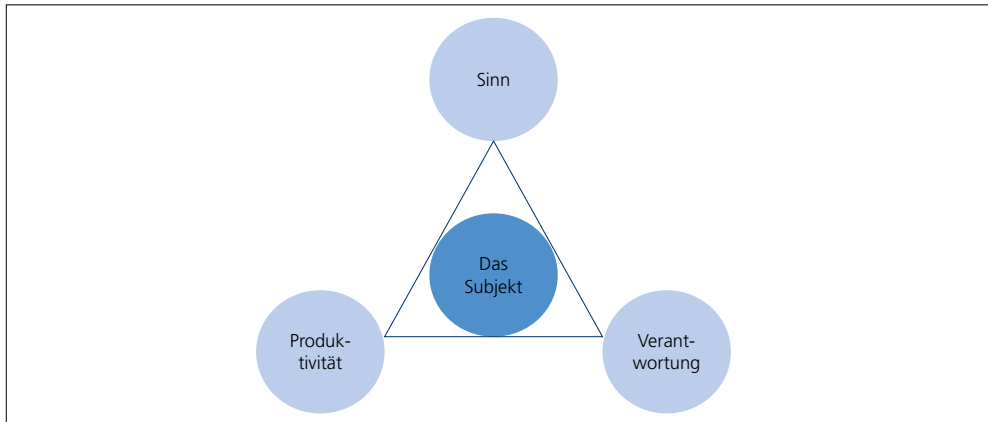 Sinn
Das
Subjekt
Produk-
tivität
Verant-
wortung